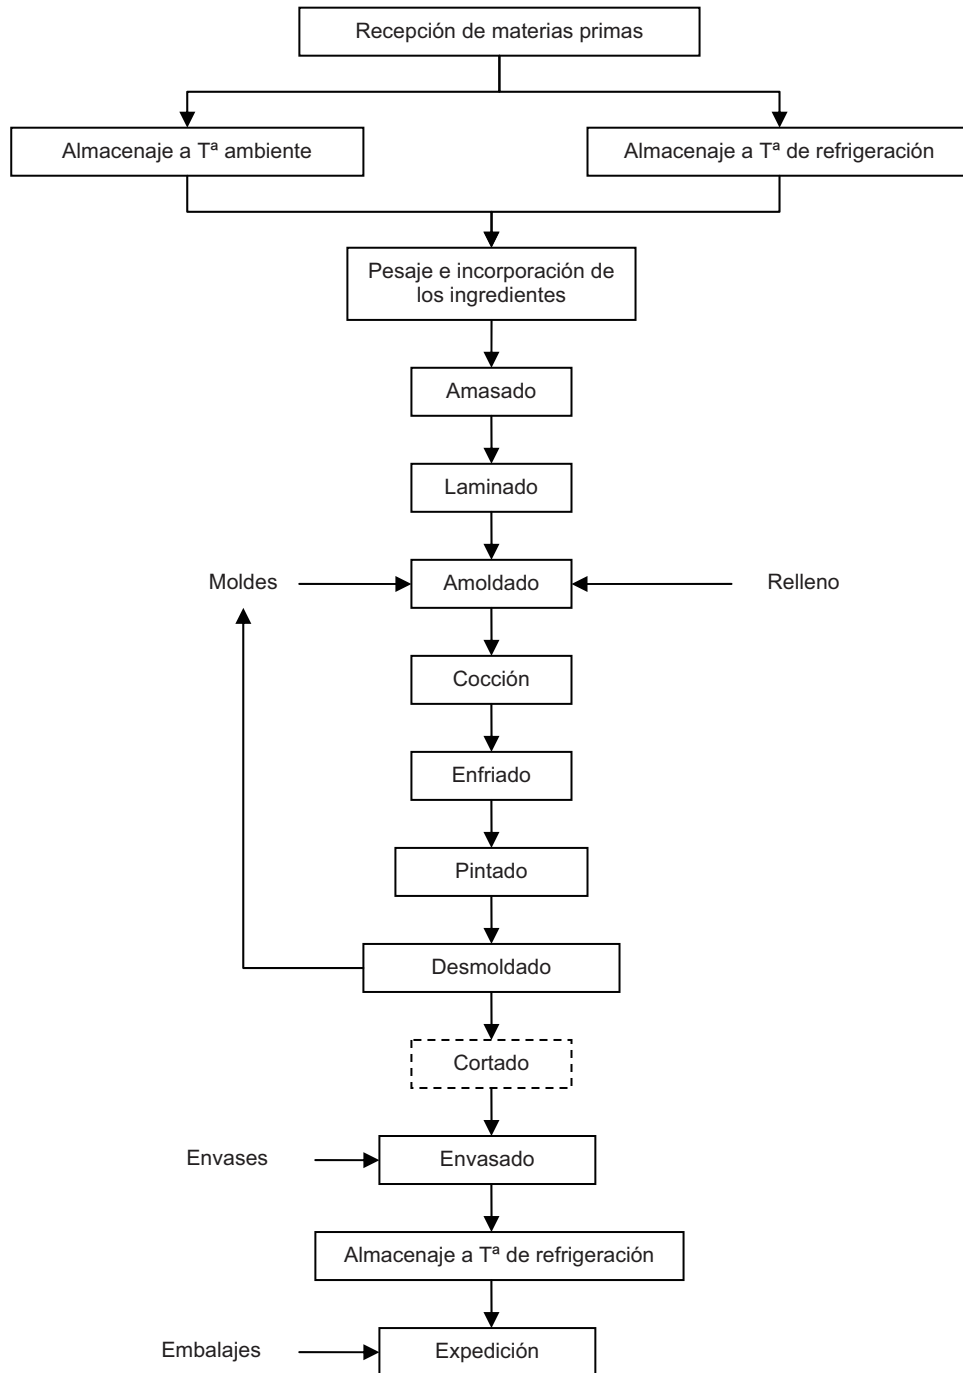 Recepción de materias primas
Almacenaje a Tª ambiente
Almacenaje a Tª de refrigeración
Pesaje e incorporación de
los ingredientes
Amasado
Laminado
Moldes
Amoldado
Relleno
Cocción
Enfriado
Pintado
Desmoldado
Cortado
Envases
Envasado
Almacenaje a Tª de refrigeración
Embalajes
Expedición